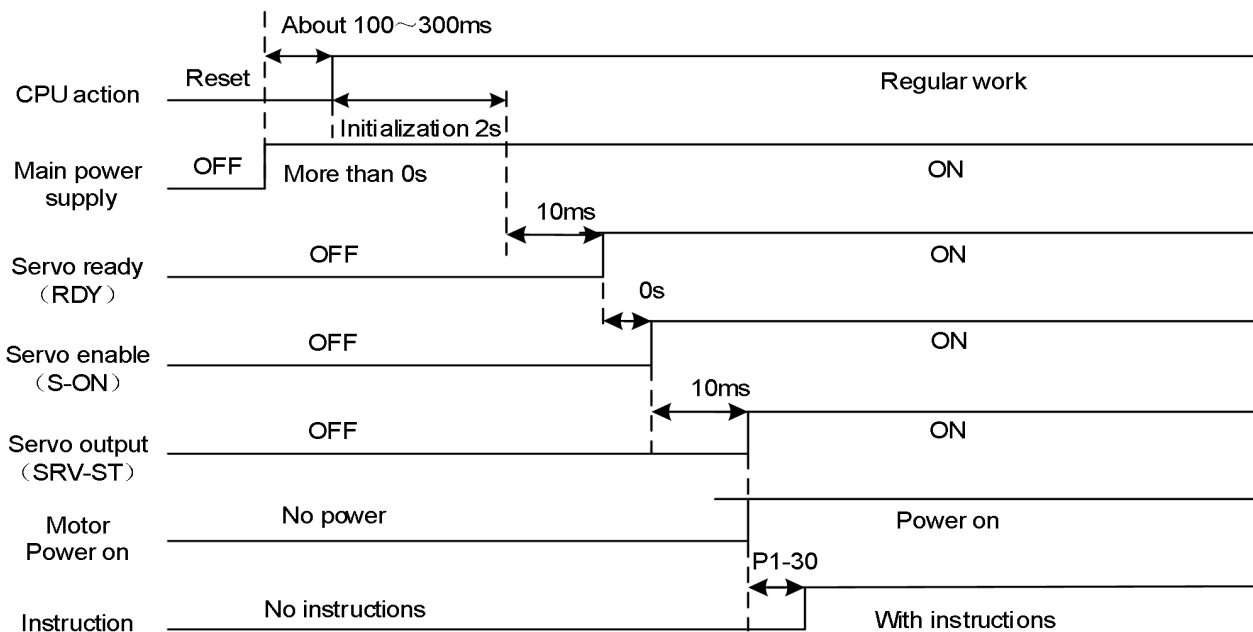 About 100～300ms
Reset
Regular work
CPU action
Initialization 2s
OFF
More than 0s
ON
Main power
supply
10ms
OFF
ON
Servo ready
（RDY）
0s
OFF
ON
Servo enable
（S-ON）
10ms
OFF
ON
Servo output
（SRV-ST）
No power
Power on
Motor
Power on
P1-30
No instructions
With instructions
Instruction